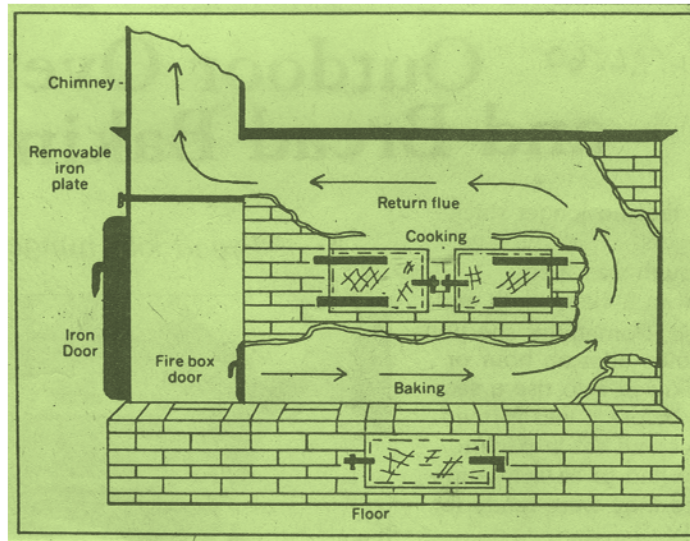 Chimney
Removable
iron
plate
Return flue
Cooking
Iron
Door
Fire box
door
Baking
Floor